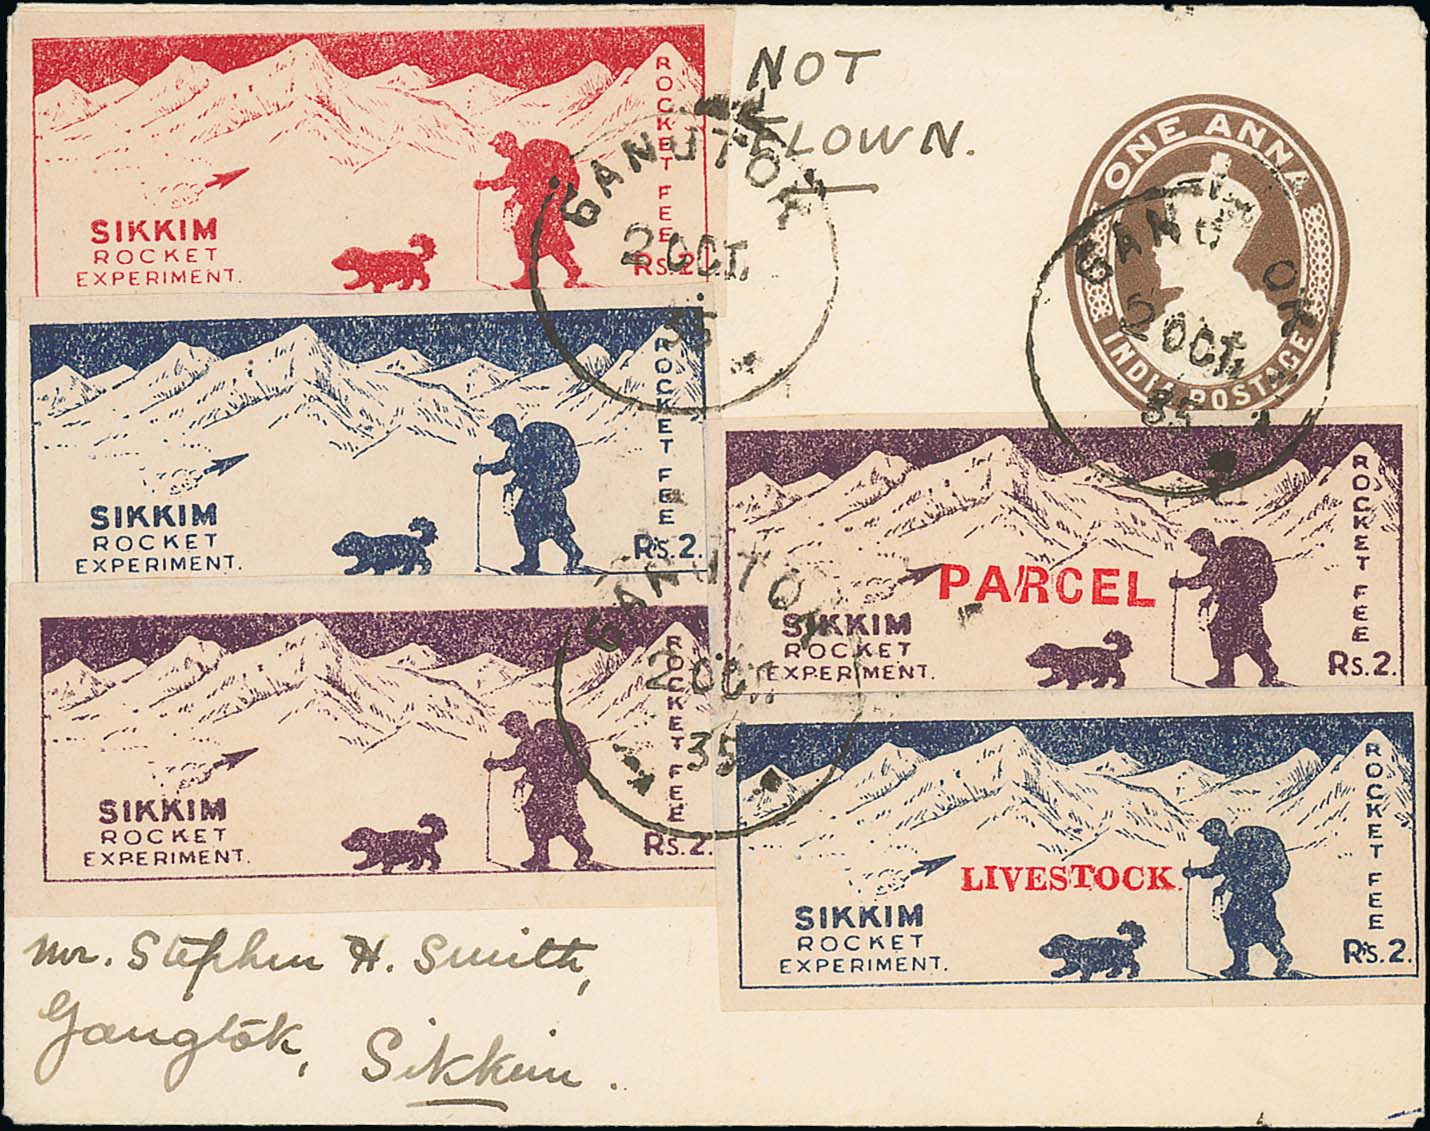 NOT
FLOWN.
ONE ANNA
INDIA POSTAGE
GANGTOK
2 OCT.
35
ROCKET FEE
Rs. 2.
SIKKIM
ROCKET
EXPERIMENT.
GANGTOK
2 OCT.
35
ROCKET FEE
Rs. 2.
SIKKIM
ROCKET
EXPERIMENT.
ROCKET FEE
Rs. 2.
PARCEL
SIKKIM
ROCKET
EXPERIMENT.
GANGTOK
2 OCT.
35
ROCKET FEE
Rs. 2.
SIKKIM
ROCKET
EXPERIMENT.
ROCKET FEE
Rs. 2.
LIVESTOCK.
SIKKIM
ROCKET
EXPERIMENT.
Mr. Stephen H. Smith,
Gangtok,
Sikkim.